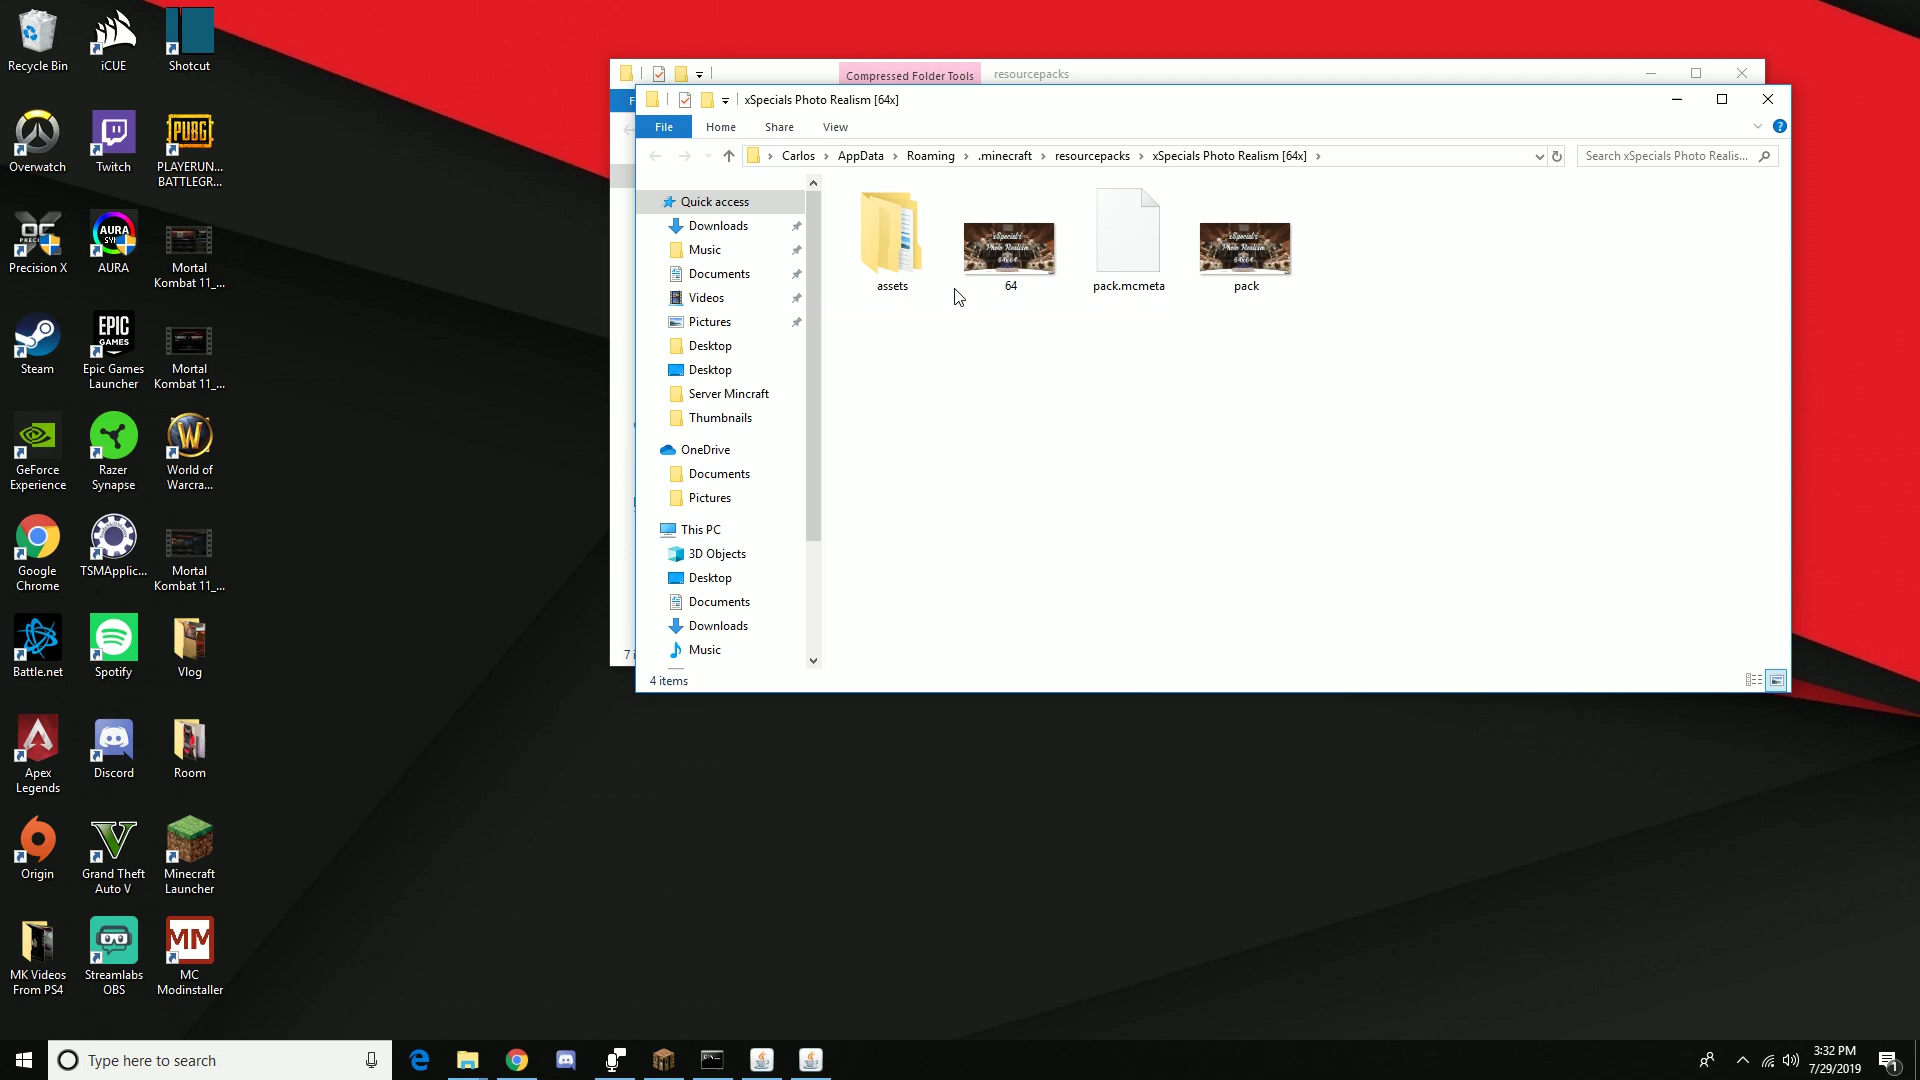 Recycle Bin
iCUE
Shotcut
Overwatch
Twitch
PUBG
PLAYERUN...
BATTLEGR...
Precision X
AURA
AURA
Mortal
Kombat 11_...
Steam
EPIC
GAMES
Epic Games
Launcher
Mortal
Kombat 11_...
GeForce
Experience
Razer
Synapse
World of
Warcra...
Google
Chrome
TSMApplic...
Mortal
Kombat 11_...
Battle.net
Spotify
Vlog
Apex
Legends
Discord
Room
Origin
Grand Theft
Auto V
Minecraft
Launcher
MK Videos
From PS4
Streamlabs
OBS
MM
MC
Modinstaller
Compressed Folder Tools
resourcepacks
xSpecials Photo Realism [64x]
File
Home
Share
View
Carlos
AppData
Roaming
.minecraft
resourcepacks
xSpecials Photo Realism [64x]
Search xSpecials Photo Realis...
Quick access
Downloads
Music
Documents
Videos
Pictures
Desktop
Desktop
Server Mincraft
Thumbnails
OneDrive
Documents
Pictures
This PC
3D Objects
Desktop
Documents
Downloads
Music
assets
64
pack.mcmeta
pack
4 items
Type here to search
3:32 PM
7/29/2019
1